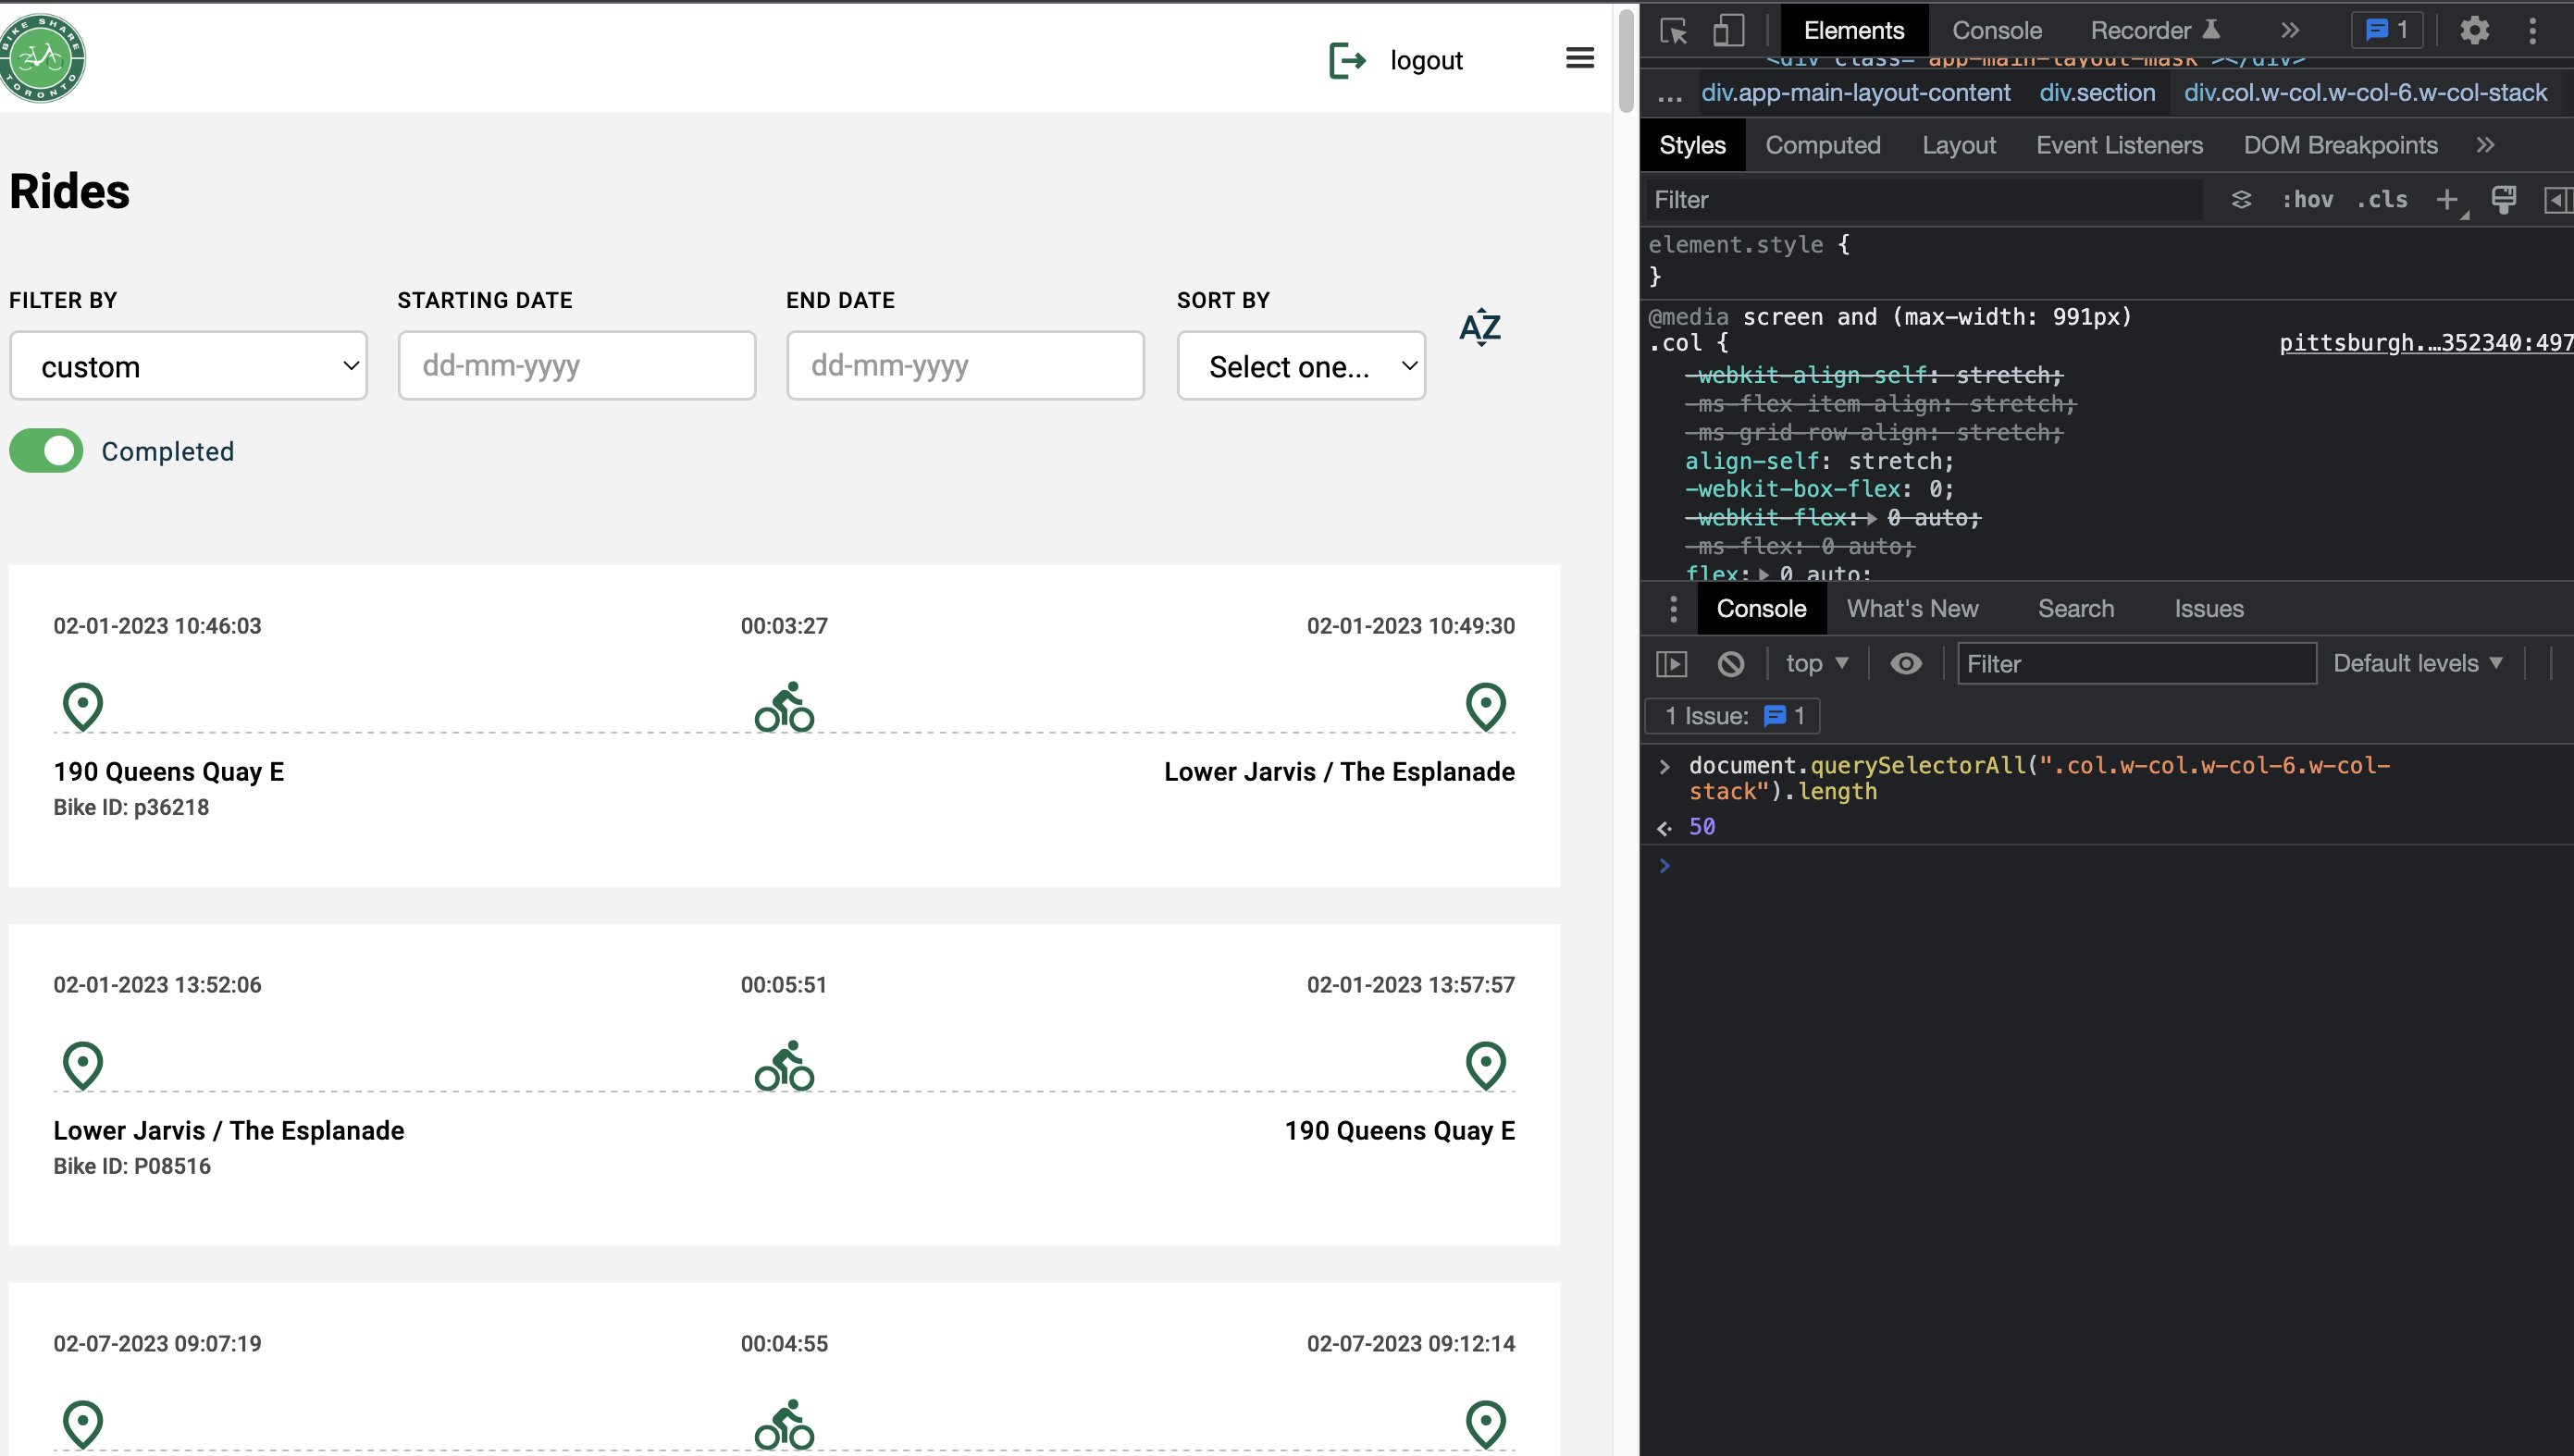 BIKE SHARE
TORONTO
logout
Rides
FILTER BY
STARTING DATE
END DATE
SORT BY
custom
dd-mm-yyyy
dd-mm-yyyy
Select one...
AZ
Completed
02-01-2023 10:46:03
00:03:27
02-01-2023 10:49:30
190 Queens Quay E
Lower Jarvis / The Esplanade
Bike ID: p36218
02-01-2023 13:52:06
00:05:51
02-01-2023 13:57:57
Lower Jarvis / The Esplanade
190 Queens Quay E
Bike ID: P08516
02-07-2023 09:07:19
00:04:55
02-07-2023 09:12:14
Elements
Console
Recorder
1
<div class="app-main-layout-mask"></div>
... div.app-main-layout-content div.section div.col.w-col.w-col-6.w-col-stack
Styles
Computed
Layout
Event Listeners
DOM Breakpoints
Filter
:hov
.cls
element.style {
}
@media screen and (max-width: 991px)
.col {
pittsburgh.…352340:497
-webkit-align-self: stretch;
-ms-flex-item-align: stretch;
-ms-grid-row-align: stretch;
align-self: stretch;
-webkit-box-flex: 0;
-webkit-flex: 0 auto;
-ms-flex: 0 auto;
flex: 0 auto;
Console
What's New
Search
Issues
top
Filter
Default levels
1 Issue: 1
document.querySelectorAll(".col.w-col.w-col-6.w-col-
stack").length
50